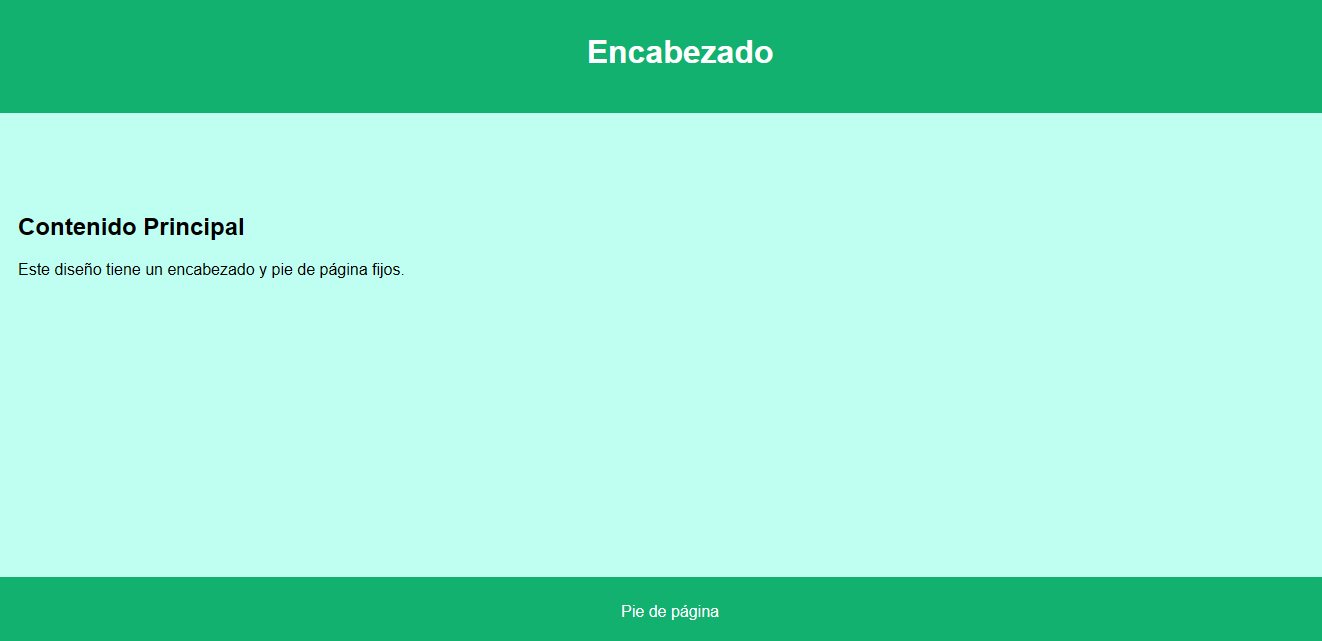 Encabezado
Contenido Principal
Este diseño tiene un encabezado y pie de página fijos.
Pie de página